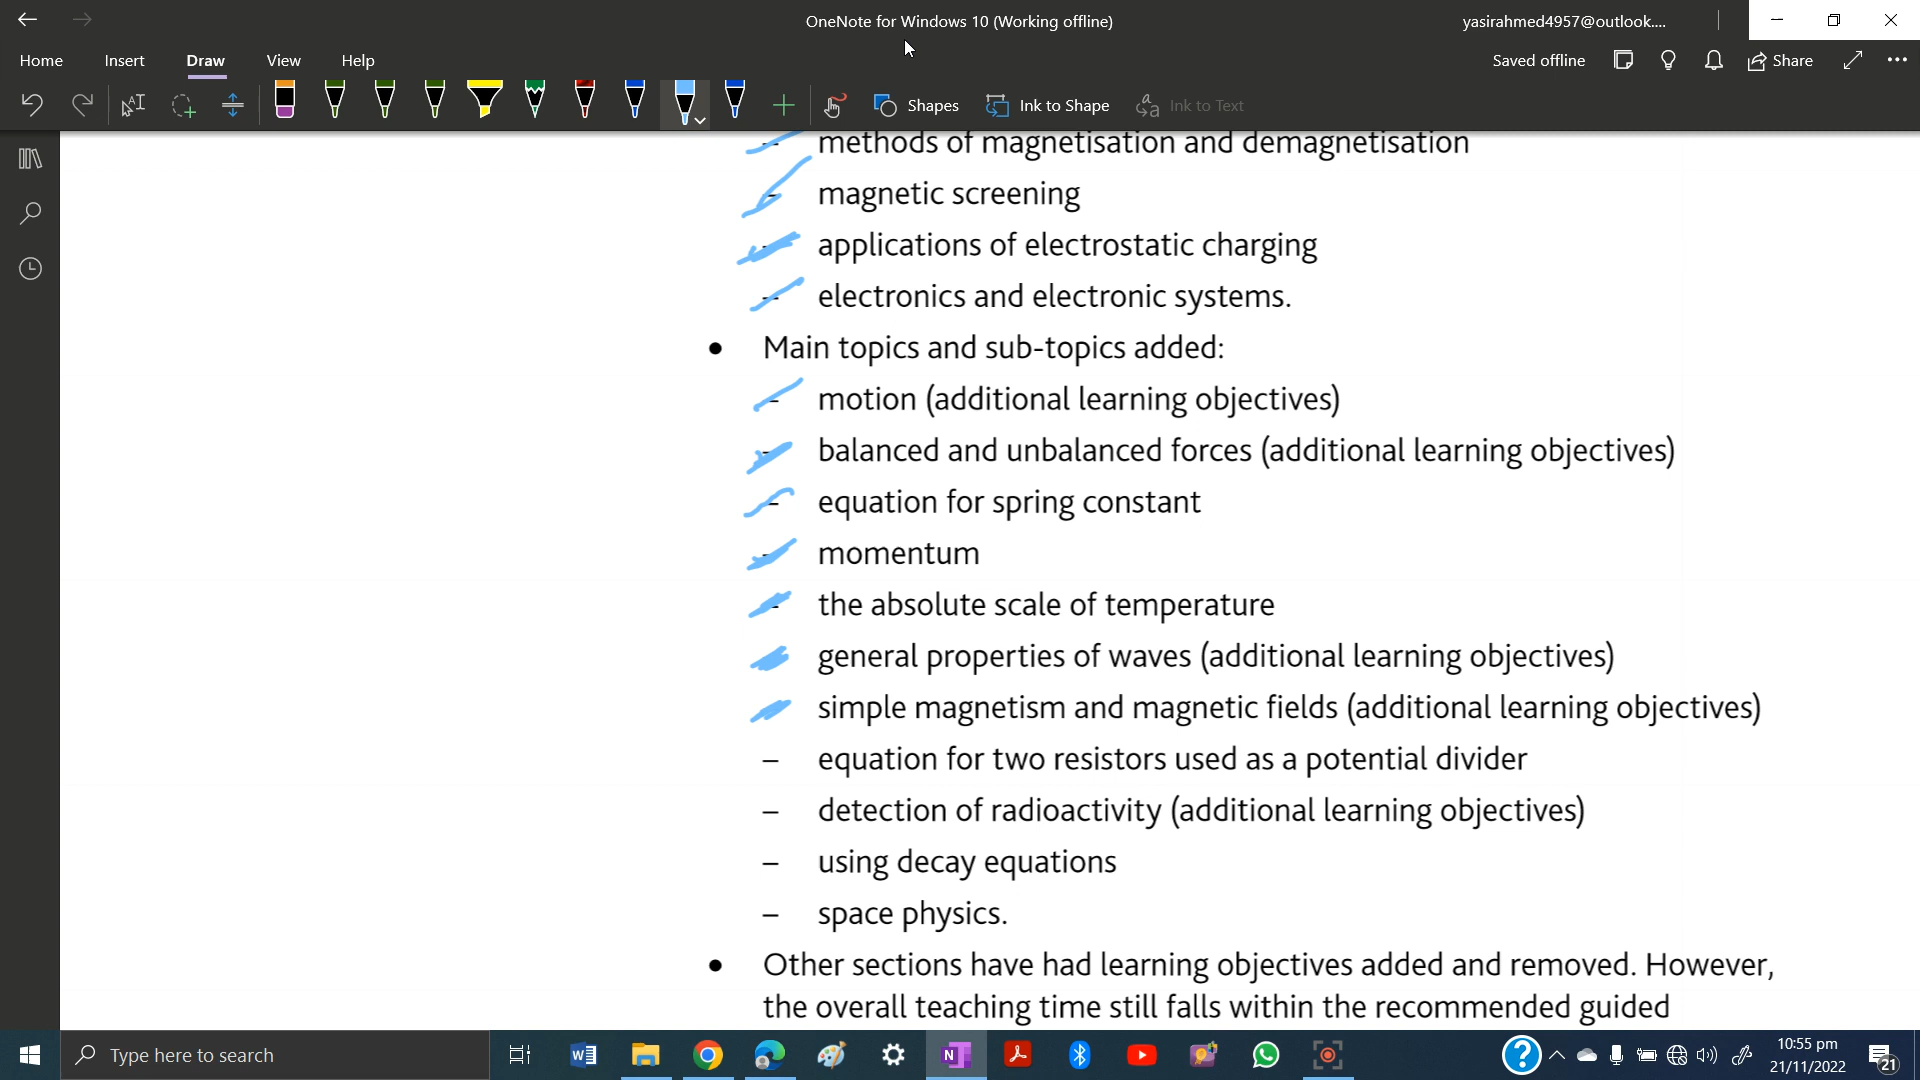 OneNote for Windows 10 (Working offline)
yasirahmed4957@outlook....
Home Insert Draw View Help
Saved offline Share
Shapes Ink to Shape Ink to Text
– methods of magnetisation and demagnetisation
– magnetic screening
– applications of electrostatic charging
– electronics and electronic systems.
• Main topics and sub-topics added:
– motion (additional learning objectives)
– balanced and unbalanced forces (additional learning objectives)
– equation for spring constant
– momentum
– the absolute scale of temperature
– general properties of waves (additional learning objectives)
– simple magnetism and magnetic fields (additional learning objectives)
– equation for two resistors used as a potential divider
– detection of radioactivity (additional learning objectives)
– using decay equations
– space physics.
• Other sections have had learning objectives added and removed. However,
the overall teaching time still falls within the recommended guided
Type here to search
10:55 pm
21/11/2022
21